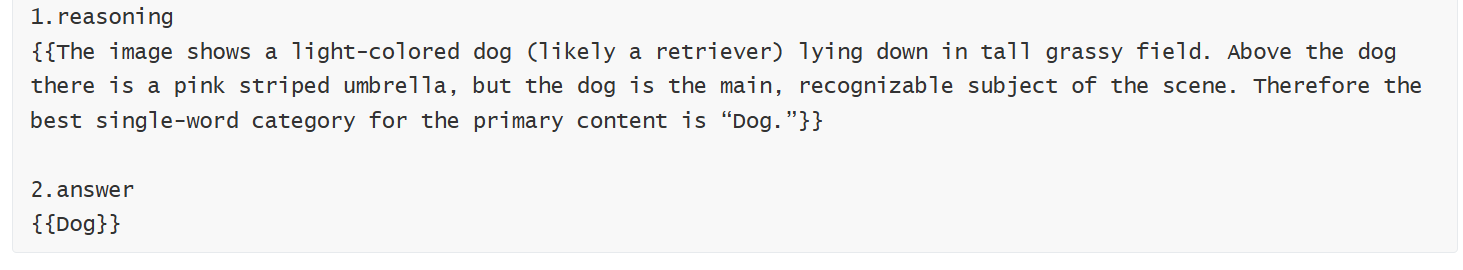 1.reasoning
{{The image shows a light-colored dog (likely a retriever) lying down in tall grassy field. Above the dog
there is a pink striped umbrella, but the dog is the main, recognizable subject of the scene. Therefore the
best single-word category for the primary content is “Dog.”}}
2.answer
{{Dog}}